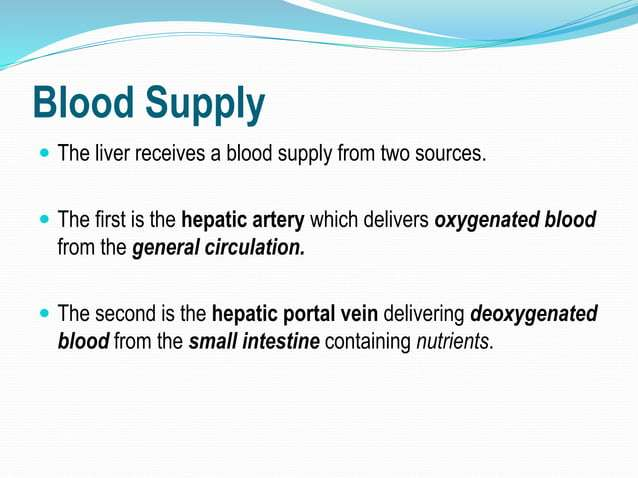 Blood Supply
The liver receives a blood supply from two sources.
The first is the hepatic artery which delivers oxygenated blood
from the general circulation.
The second is the hepatic portal vein delivering deoxygenated
blood from the small intestine containing nutrients.